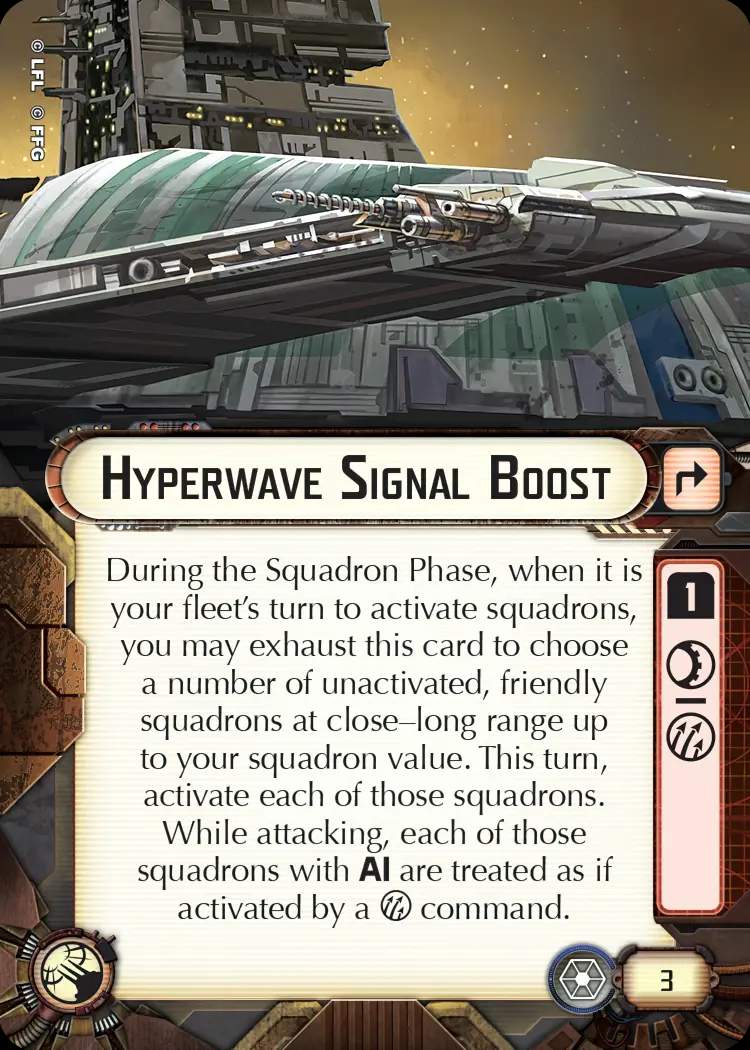 © LFL © FFG
Hyperwave Signal Boost
During the Squadron Phase, when it is
your fleet's turn to activate squadrons,
you may exhaust this card to choose
a number of unactivated, friendly
squadrons at close–long range up
to your squadron value. This turn,
activate each of those squadrons.
While attacking, each of those
squadrons with AI are treated as if
activated by a command.
1
3